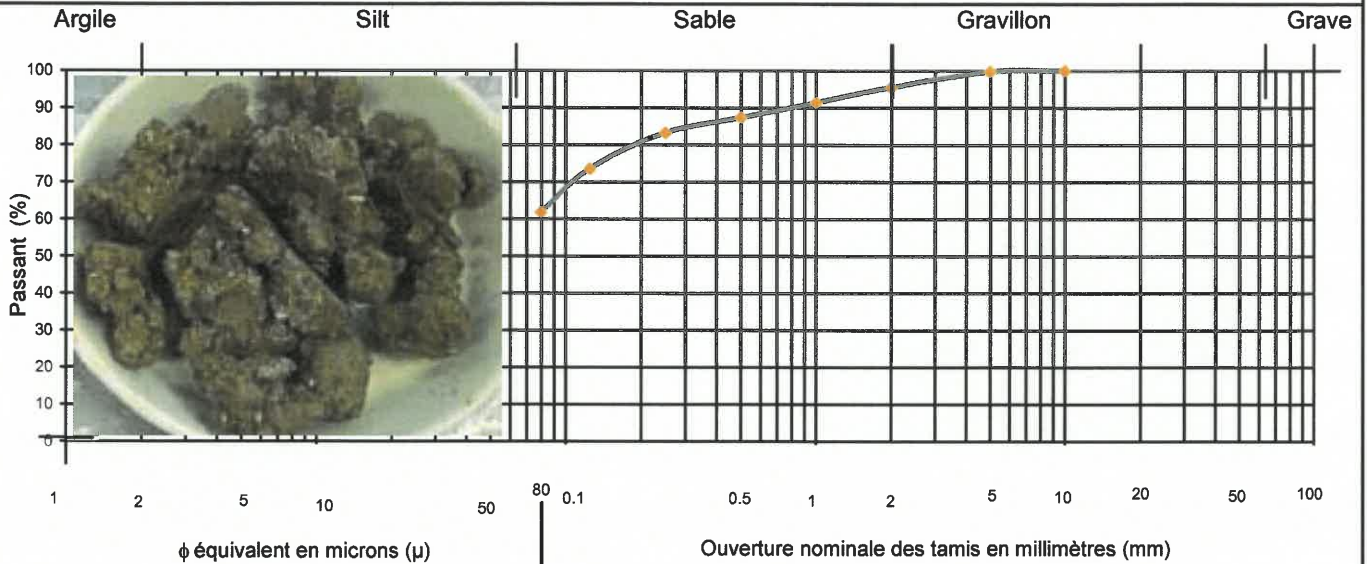 Argile Silt Sable Gravillon Grave
Passant (%)
100
90
80
70
60
50
40
30
20
10
0
1 2 5 10 50 80 0.1 0.5 1 2 5 10 20 50 100
ϕ équivalent en microns (µ) Ouverture nominale des tamis en millimètres (mm)